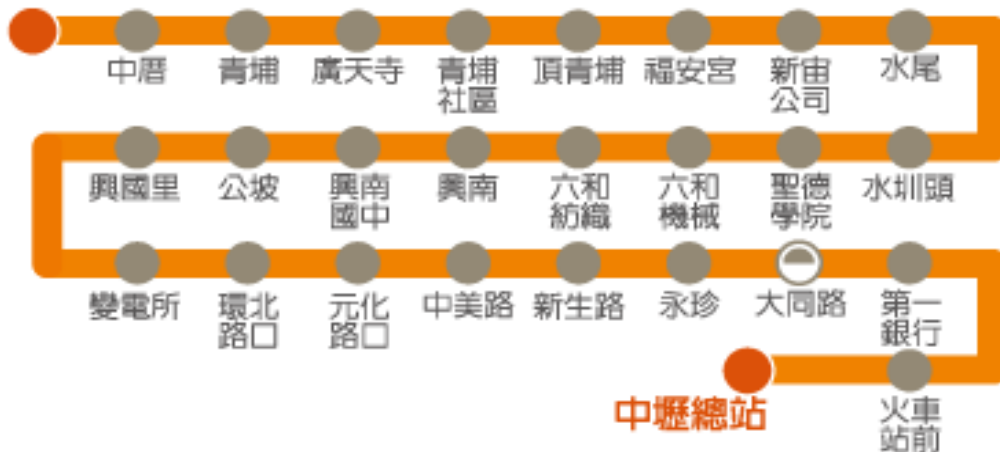 中厝
青埔
廣天寺
青埔
社區
頂青埔
福安宮
新宙
公司
水尾
興國里
公坡
興南
國中
興南
六和
紡織
六和
機械
聖德
學院
水圳頭
變電所
環北
路口
元化
路口
中美路
新生路
永珍
大同路
第一
銀行
中壢總站
火車
站前